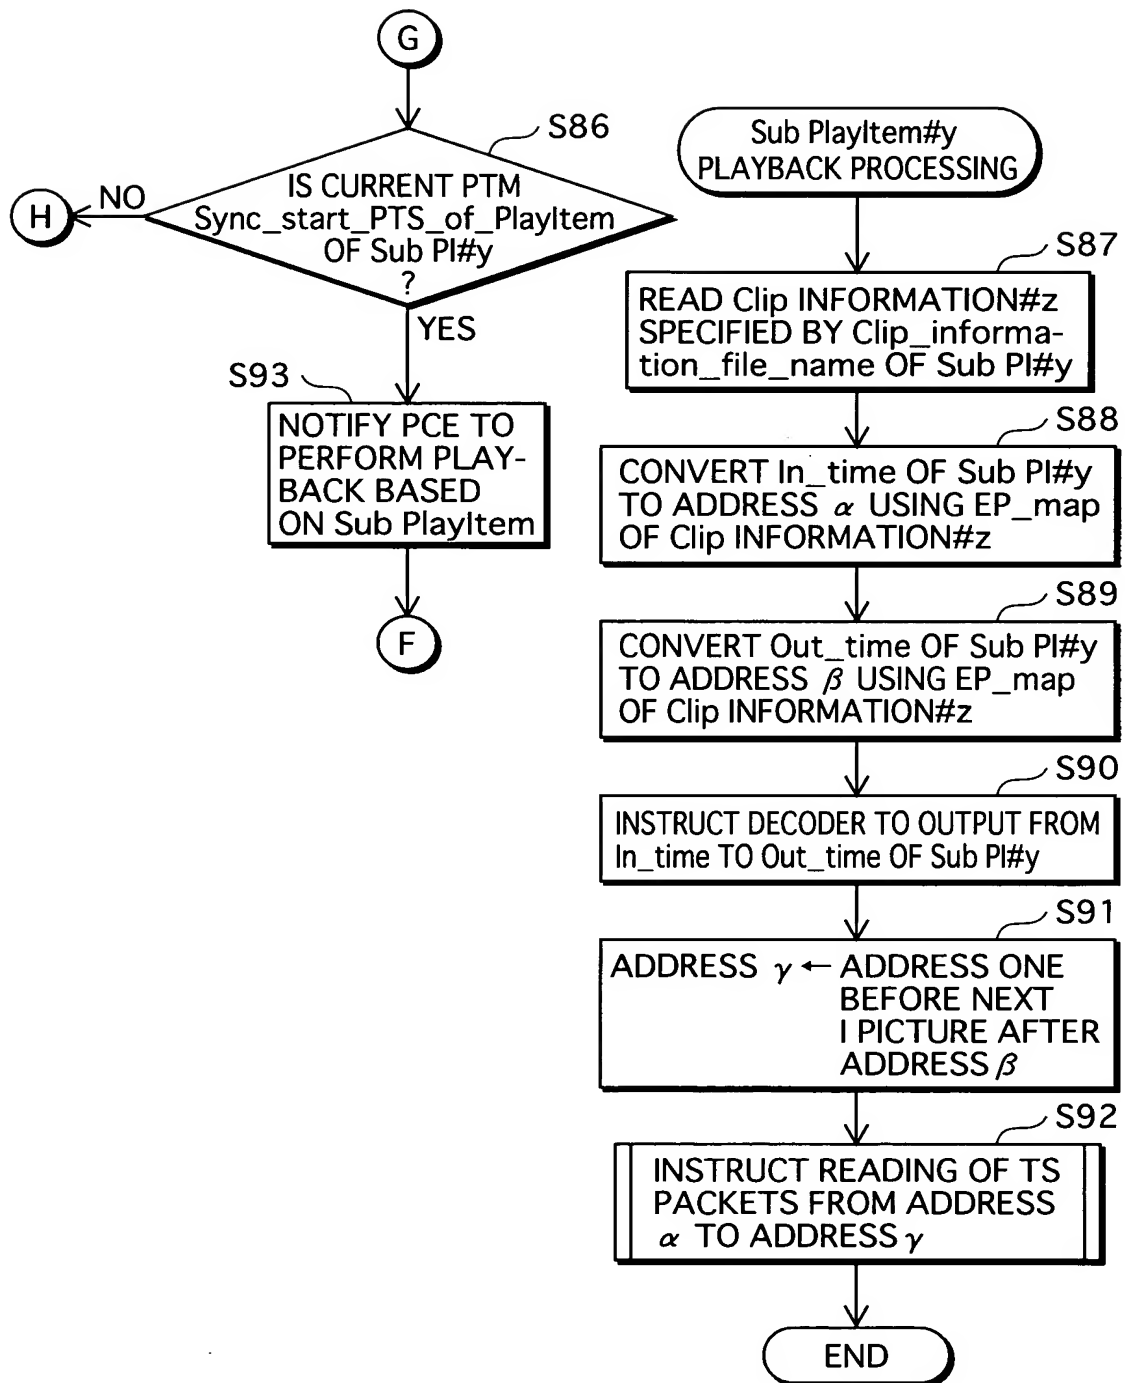 G
S86
IS CURRENT PTM
Sync_start_PTS_of_PlayItem
OF Sub PI#y
?
NO
H
YES
S93
NOTIFY PCE TO
PERFORM PLAY-
BACK BASED
ON Sub PlayItem
F
Sub PlayItem#y
PLAYBACK PROCESSING
S87
READ Clip INFORMATION#z
SPECIFIED BY Clip_informa-
tion_file_name OF Sub PI#y
S88
CONVERT In_time OF Sub PI#y
TO ADDRESS α USING EP_map
OF Clip INFORMATION#z
S89
CONVERT Out_time OF Sub PI#y
TO ADDRESS β USING EP_map
OF Clip INFORMATION#z
S90
INSTRUCT DECODER TO OUTPUT FROM
In_time TO Out_time OF Sub PI#y
S91
ADDRESS γ ← ADDRESS ONE
BEFORE NEXT
I PICTURE AFTER
ADDRESS β
S92
INSTRUCT READING OF TS
PACKETS FROM ADDRESS
α TO ADDRESS γ
END